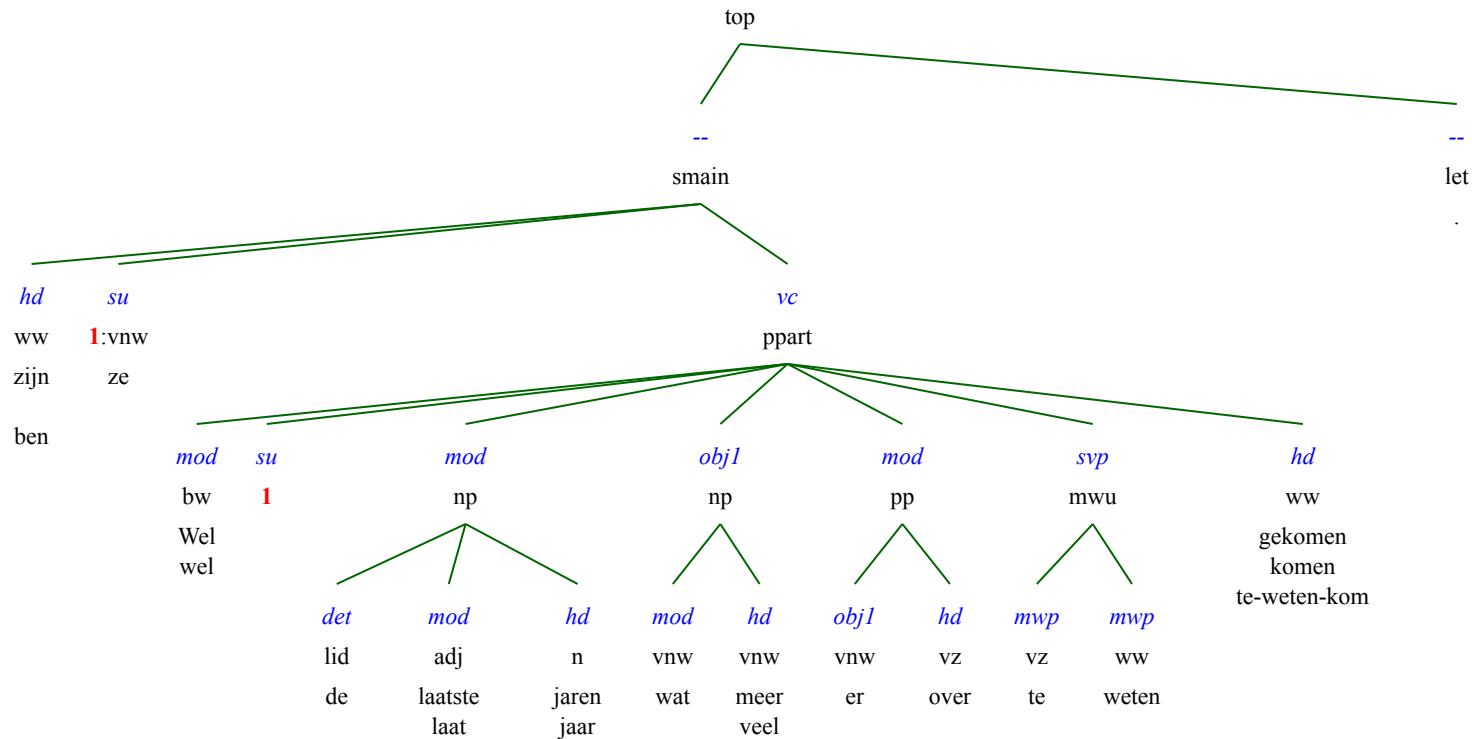 top
-- --
smain let
.
hd su vc
ww 1:vnw ppart
zijn ze
ben
mod su mod obj1 mod svp hd
bw 1 np np pp mwu ww
Wel gekomen
wel komen
te-weten-kom
det mod hd mod hd obj1 hd mwp mwp
lid adj n vnw vnw vnw vz vz ww
de laatste jaren wat meer er over te weten
laat jaar veel